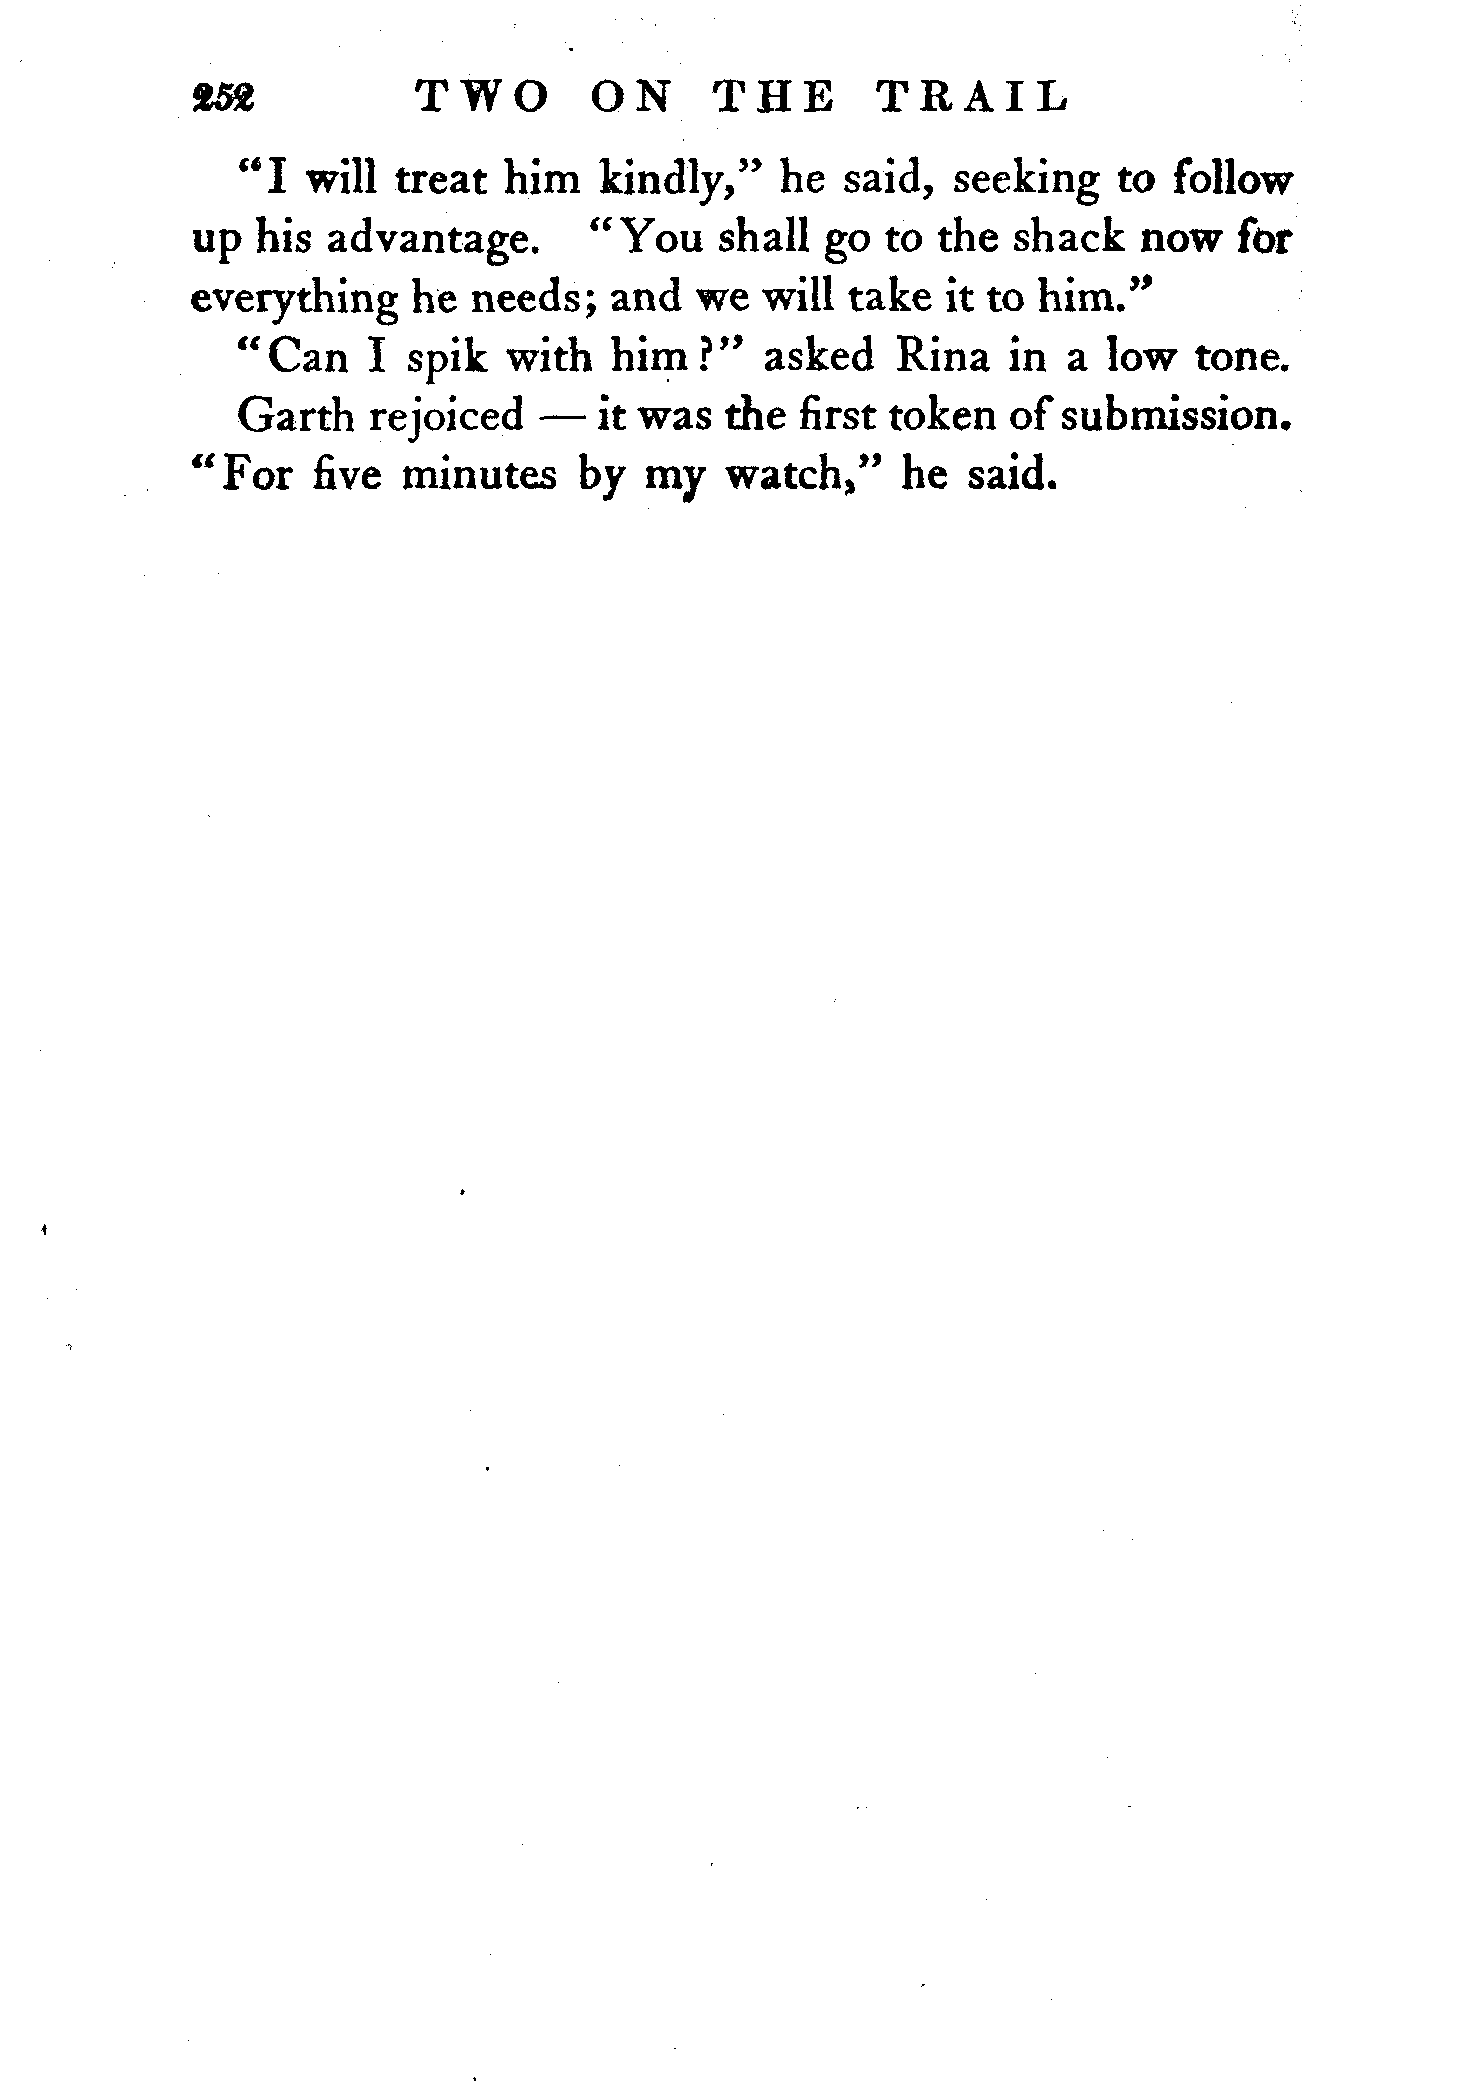 252 TWO ON THE TRAIL
“I will treat him kindly,” he said, seeking to follow
up his advantage. “You shall go to the shack now for
everything he needs; and we will take it to him.”
“Can I spik with him?” asked Rina in a low tone.
Garth rejoiced — it was the first token of submission.
“For five minutes by my watch,” he said.